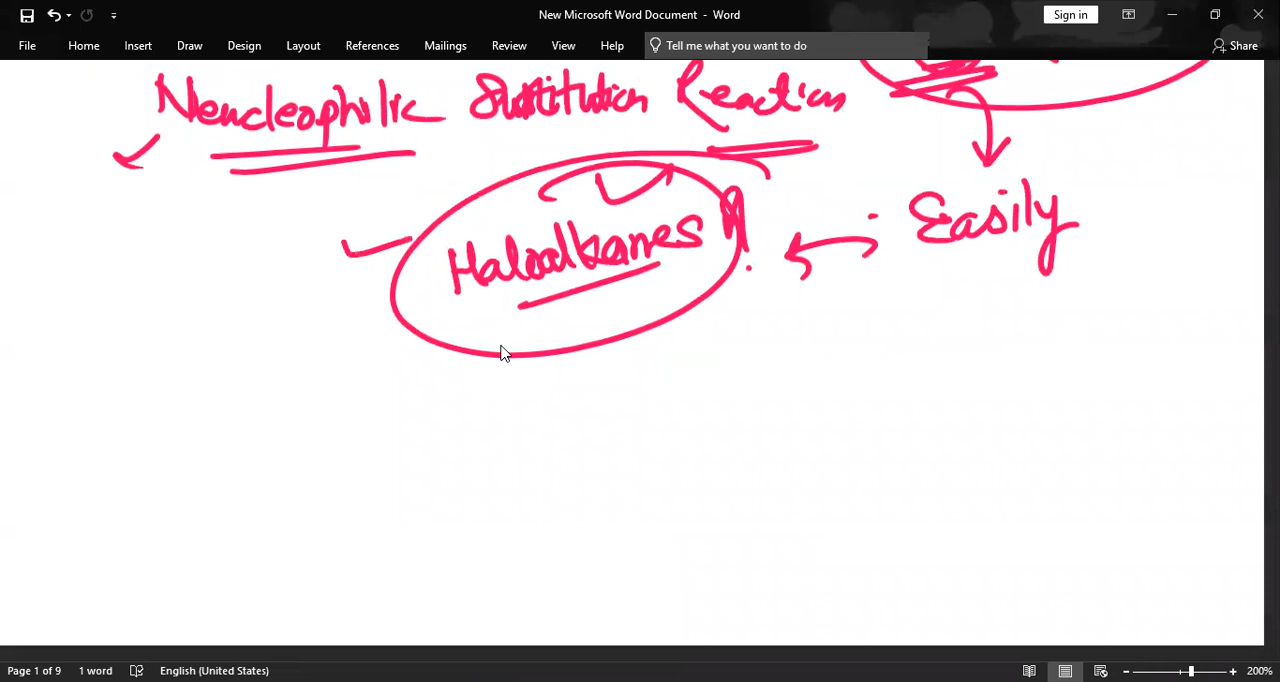 New Microsoft Word Document - Word
Sign in
File Home Insert Draw Design Layout References Mailings Review View Help Tell me what you want to do Share
Neucleophilic Sustitution Reaction
Easily
Haloalkanes
Page 1 of 9 1 word English (United States) 200%